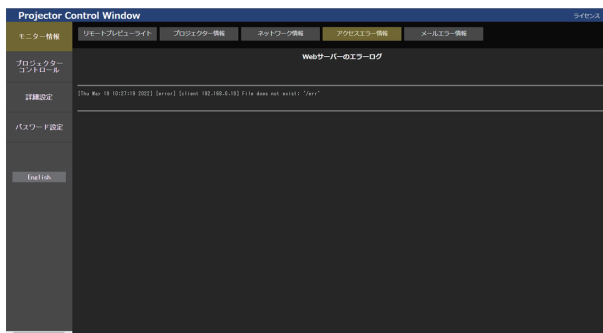 Projector Control Window
ライセンス
モニター情報
リモートプレビューライト
プロジェクター情報
ネットワーク情報
アクセスエラー情報
メールエラー情報
プロジェクター
コントロール
詳細設定
パスワード設定
English
Webサーバーのエラーログ
[Thu May 19 10:27:19 2022] [error] [client 192.168.0.10] File does not exist: '/err'